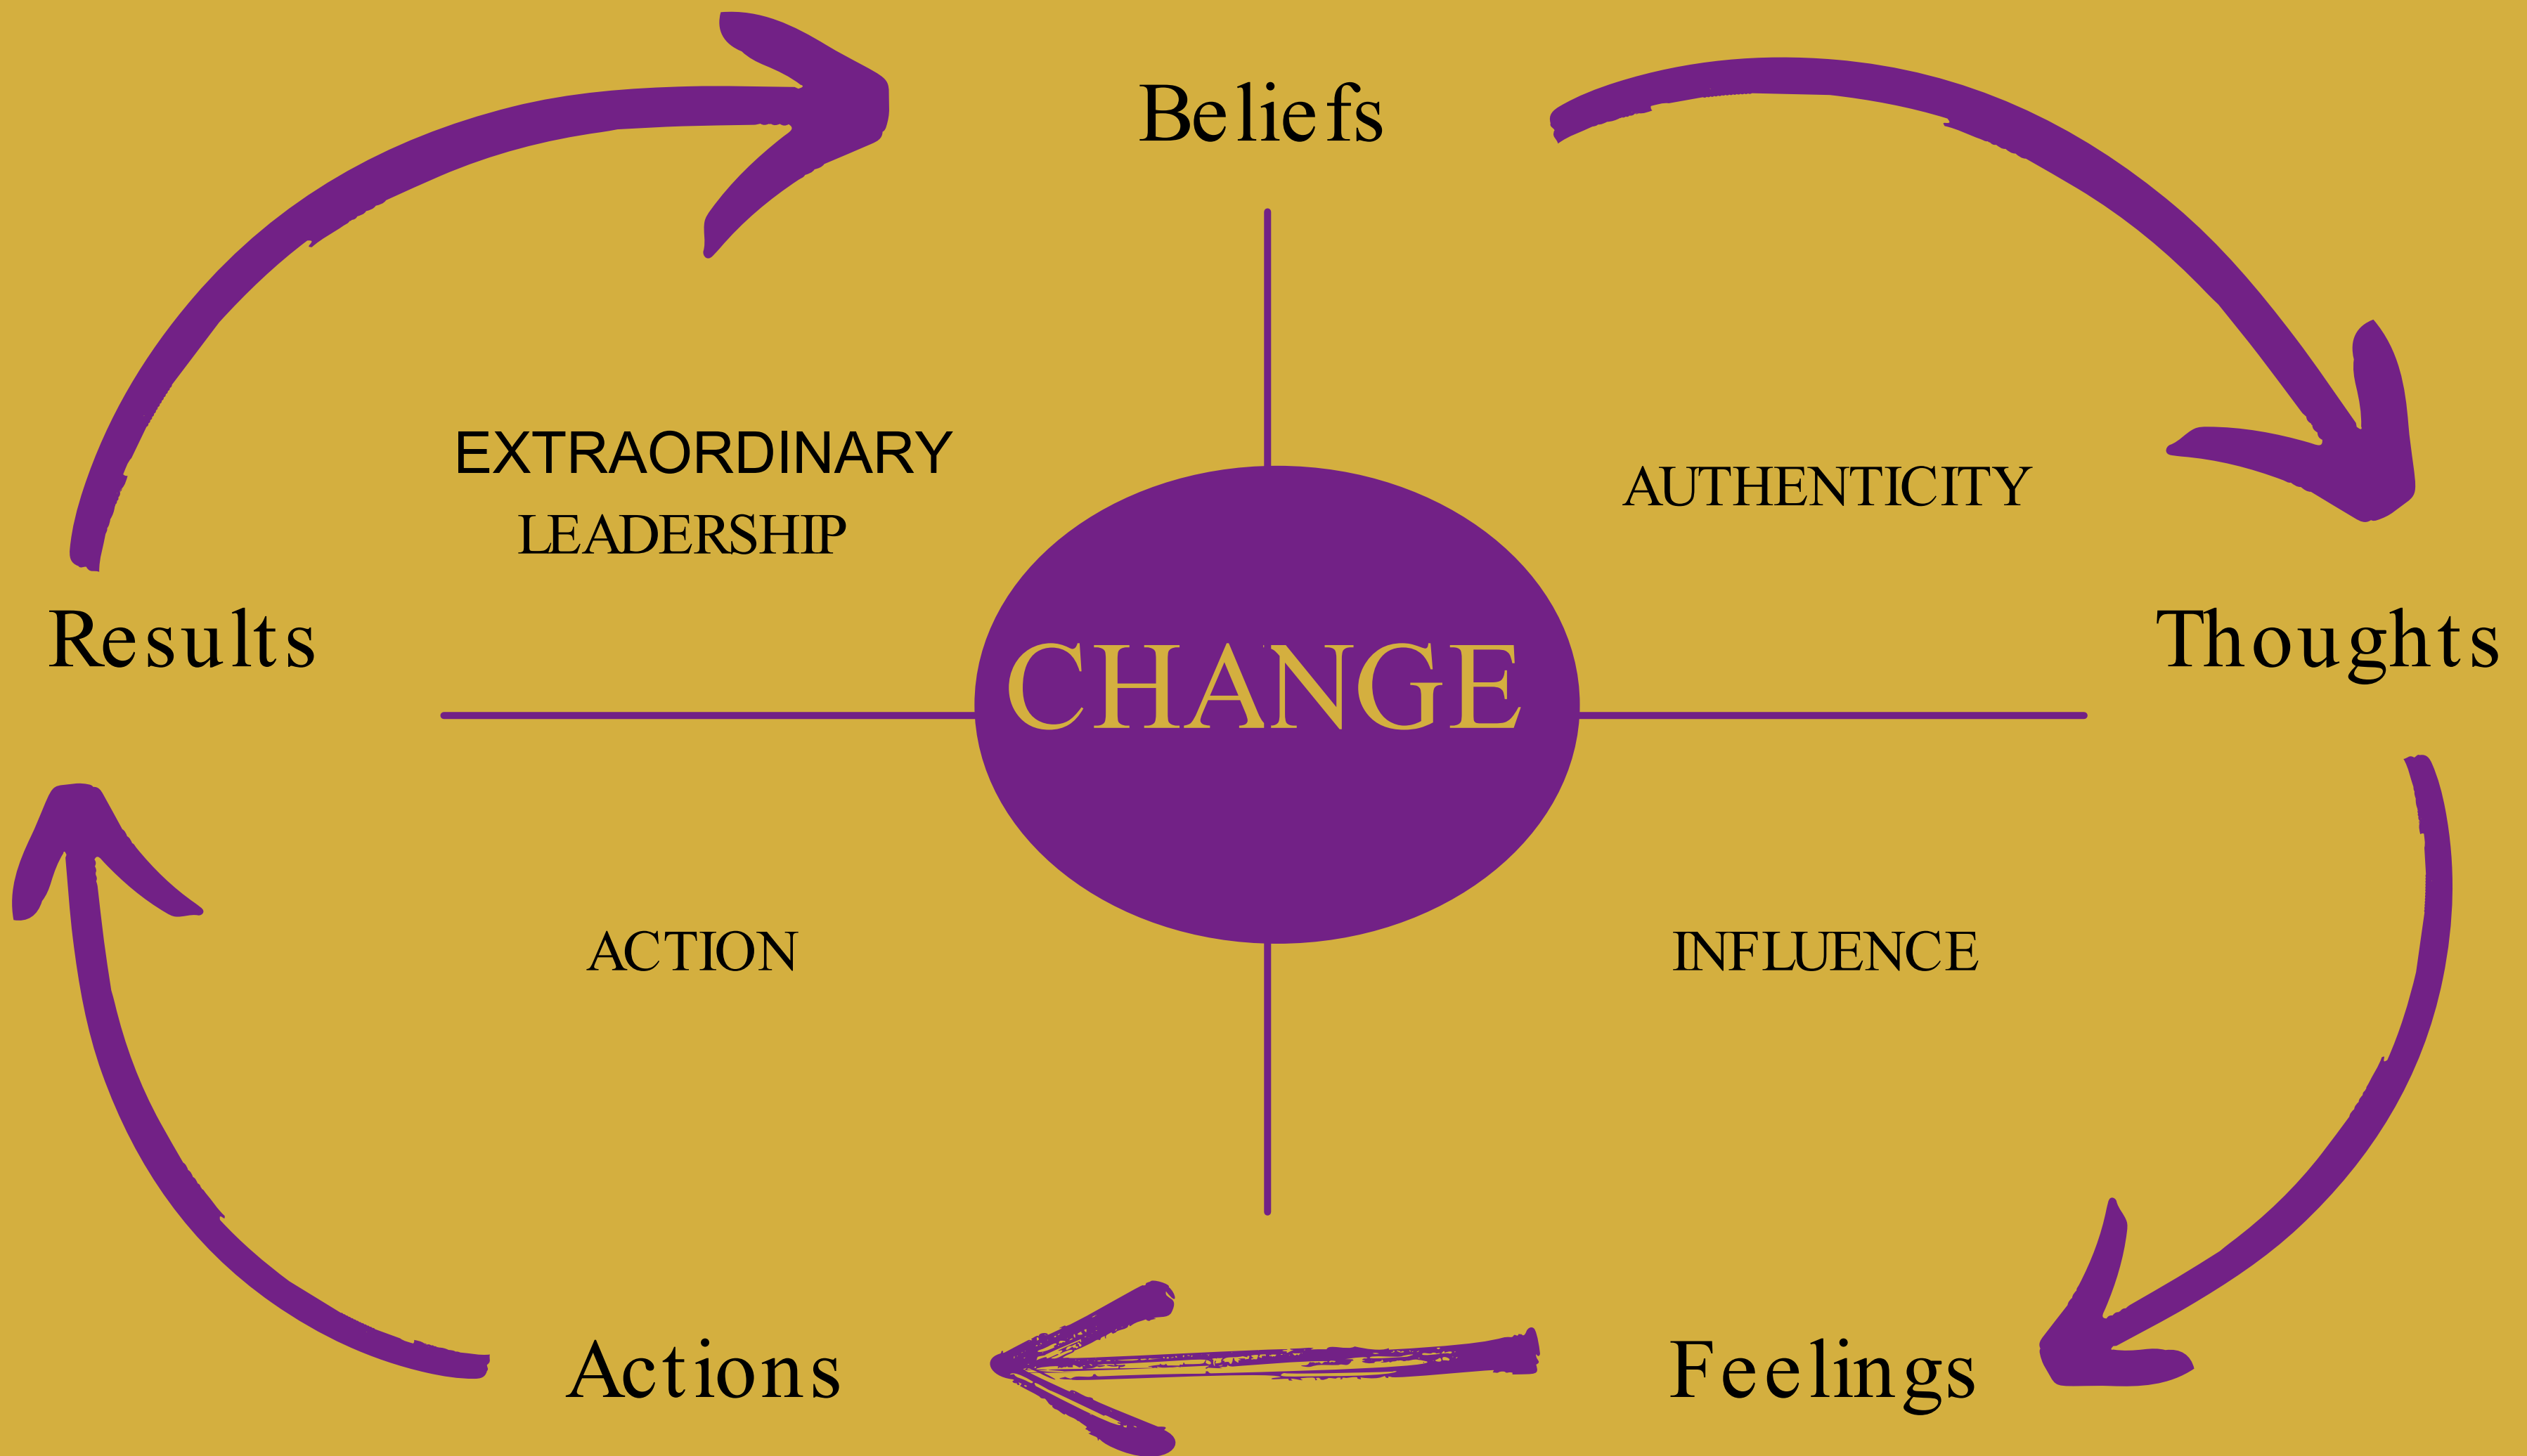 Beliefs
EXTRAORDINARY
LEADERSHIP
AUTHENTICITY
Results
CHANGE
Thoughts
ACTION
INFLUENCE
Actions
Feelings